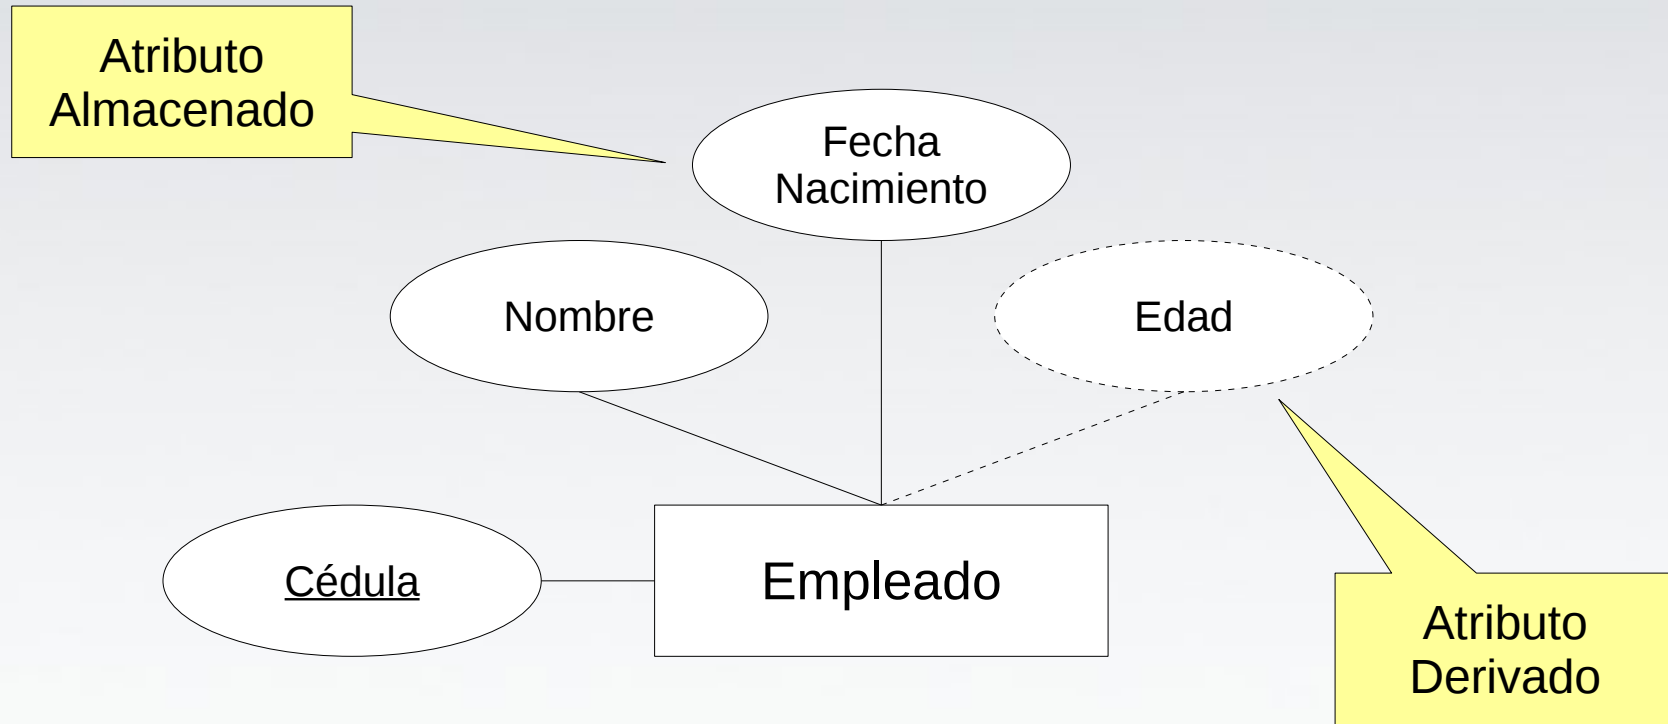 Atributo
Almacenado
Fecha
Nacimiento
Nombre
Edad
Cédula
Empleado
Atributo
Derivado